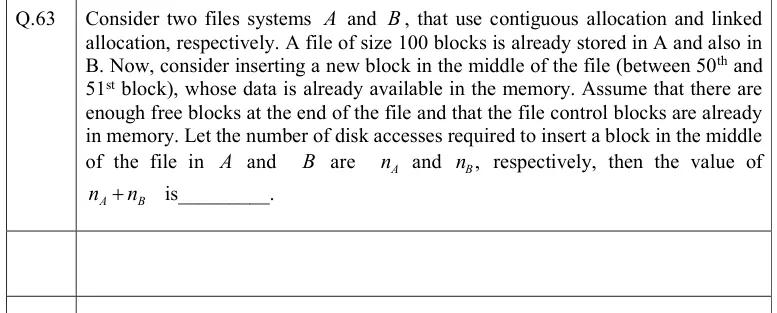 Q.63 Consider two files systems A and B, that use contiguous allocation and linked
allocation, respectively. A file of size 100 blocks is already stored in A and also in
B. Now, consider inserting a new block in the middle of the file (between 50th and
51st block), whose data is already available in the memory. Assume that there are
enough free blocks at the end of the file and that the file control blocks are already
in memory. Let the number of disk accesses required to insert a block in the middle
of the file in A and B are n_A and n_B, respectively, then the value of
n_A + n_B is_________.